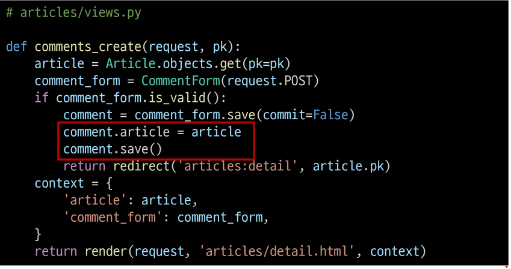 # articles/views.py
def comments_create(request, pk):
    article = Article.objects.get(pk=pk)
    comment_form = CommentForm(request.POST)
    if comment_form.is_valid():
        comment = comment_form.save(commit=False)
        comment.article = article
        comment.save()
        return redirect('articles:detail', article.pk)
    context = {
        'article': article,
        'comment_form': comment_form,
    }
    return render(request, 'articles/detail.html', context)